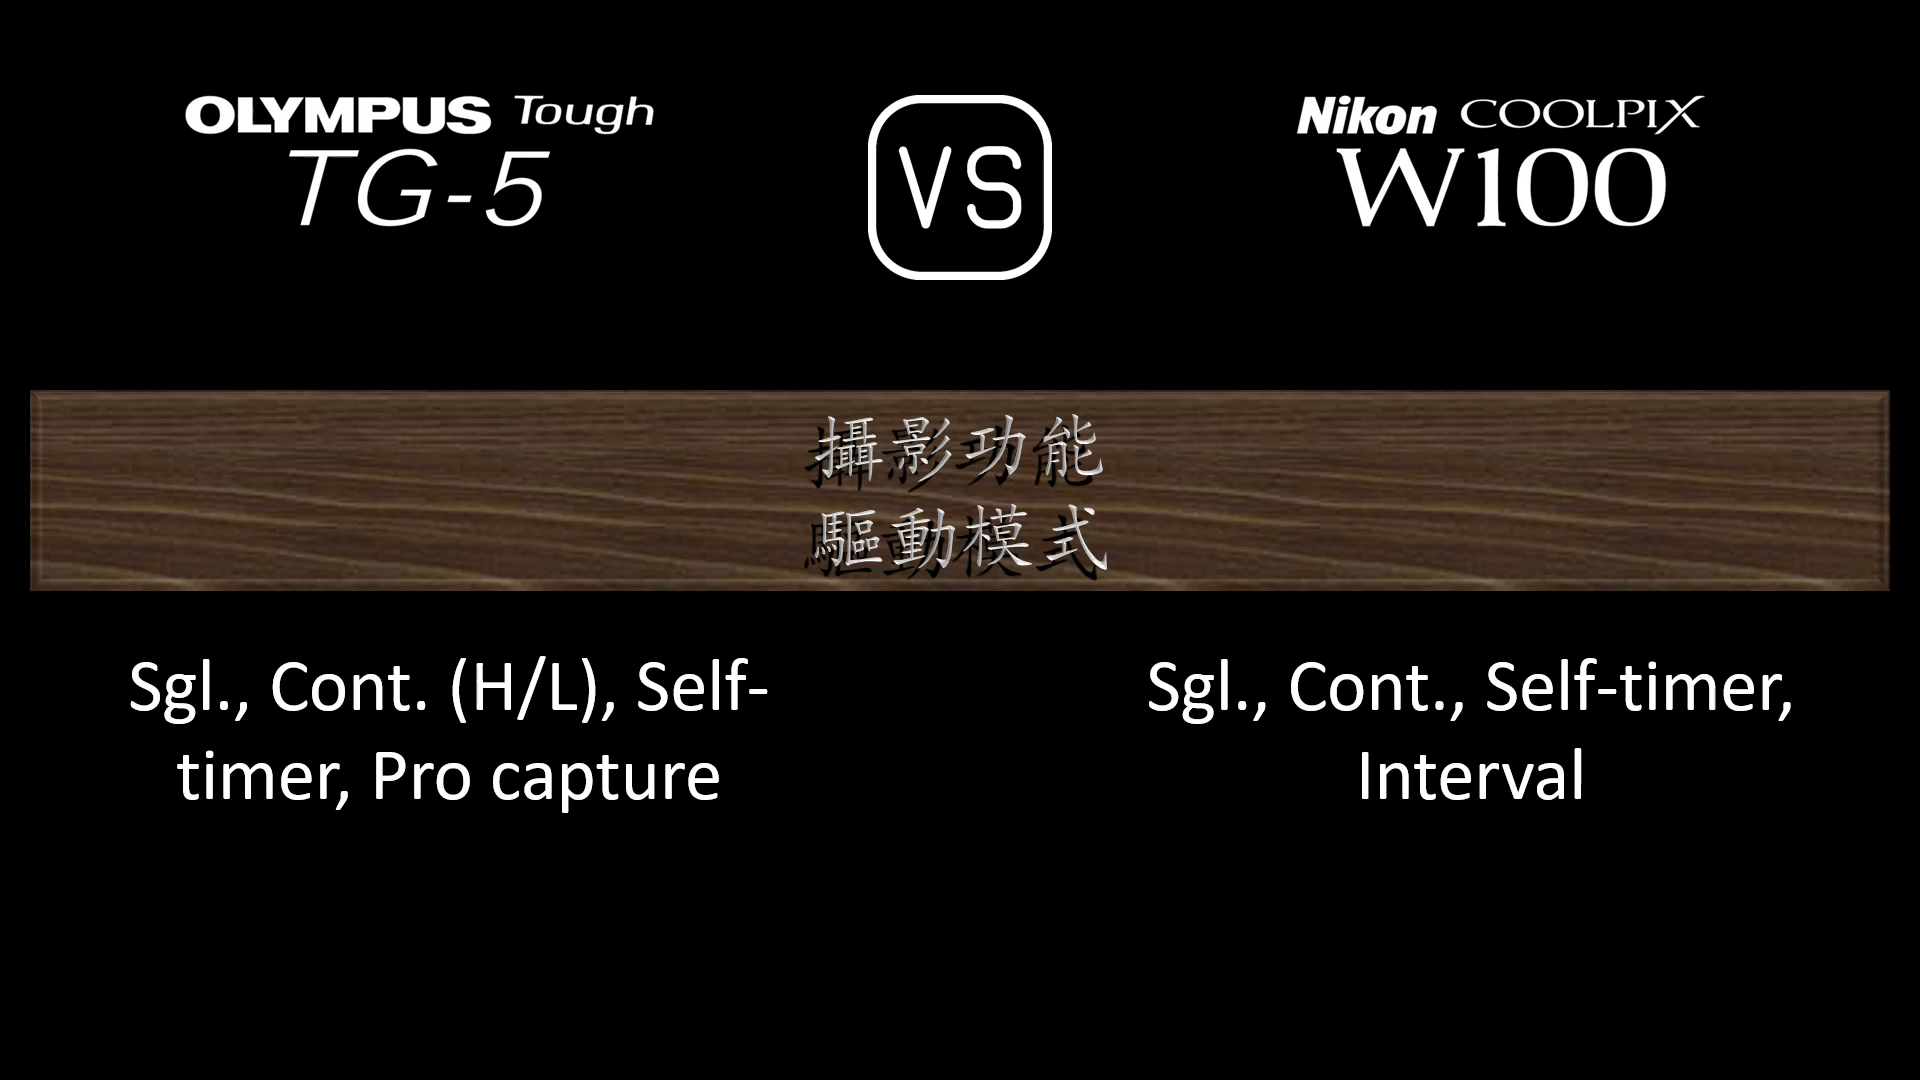 OLYMPUS Tough
TG-5
VS
Nikon COOLPIX
W100
攝影功能
驅動模式
Sgl., Cont. (H/L), Self-
timer, Pro capture
Sgl., Cont., Self-timer,
Interval